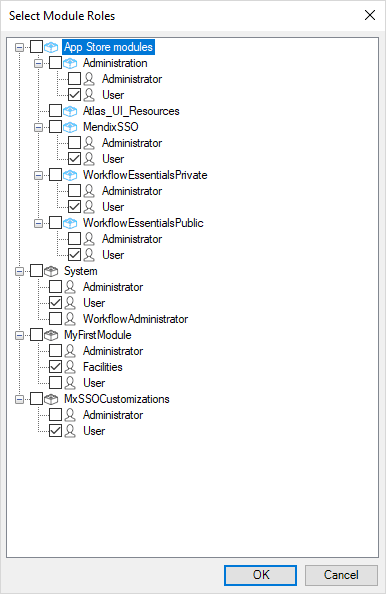 Select Module Roles
App Store modules
Administration
Administrator
User
Atlas_UI_Resources
MendixSSO
Administrator
User
WorkflowEssentialsPrivate
Administrator
User
WorkflowEssentialsPublic
Administrator
User
System
Administrator
User
WorkflowAdministrator
MyFirstModule
Administrator
Facilities
User
MxSSOCustomizations
Administrator
User
OK Cancel